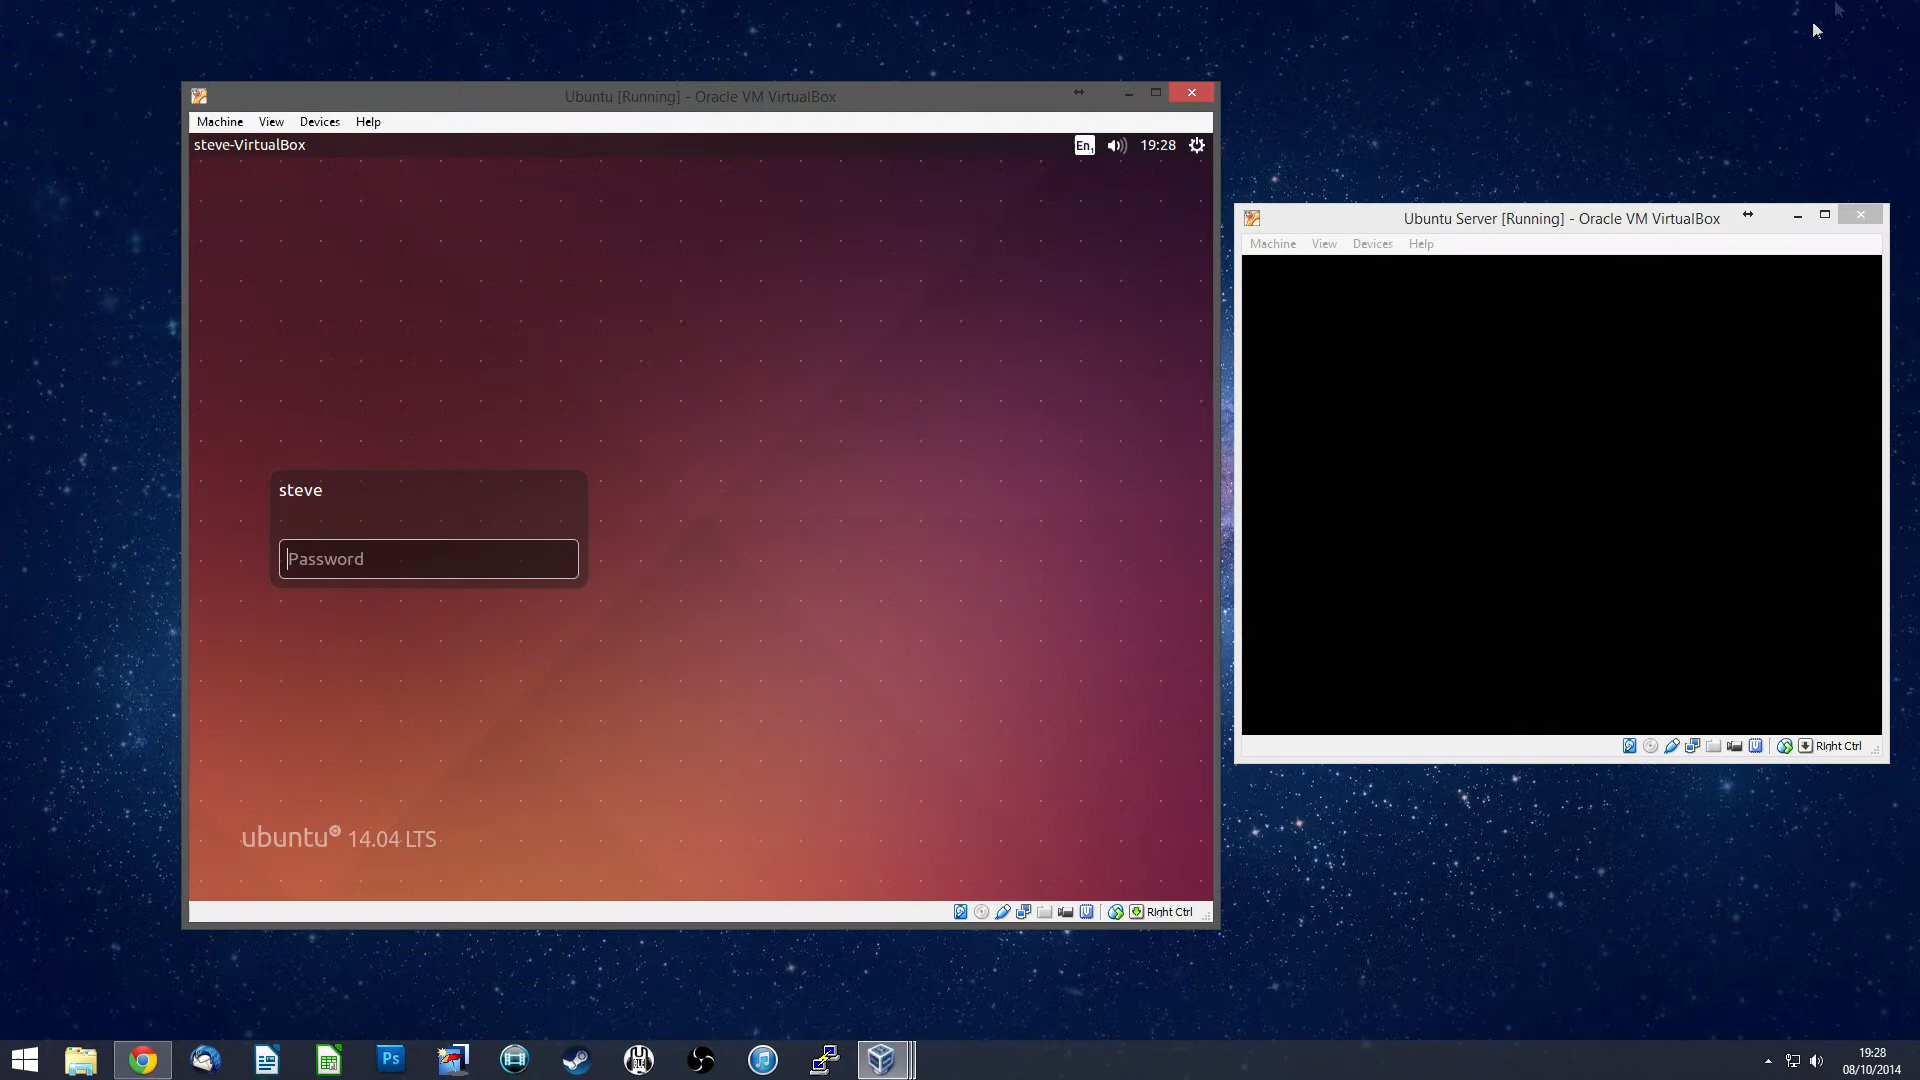 Ubuntu [Running] - Oracle VM VirtualBox
Machine View Devices Help
steve-VirtualBox
En1 19:28
steve
Password
ubuntu® 14.04 LTS
Right Ctrl
Ubuntu Server [Running] - Oracle VM VirtualBox
Machine View Devices Help
Right Ctrl
Ps
19:28
08/10/2014